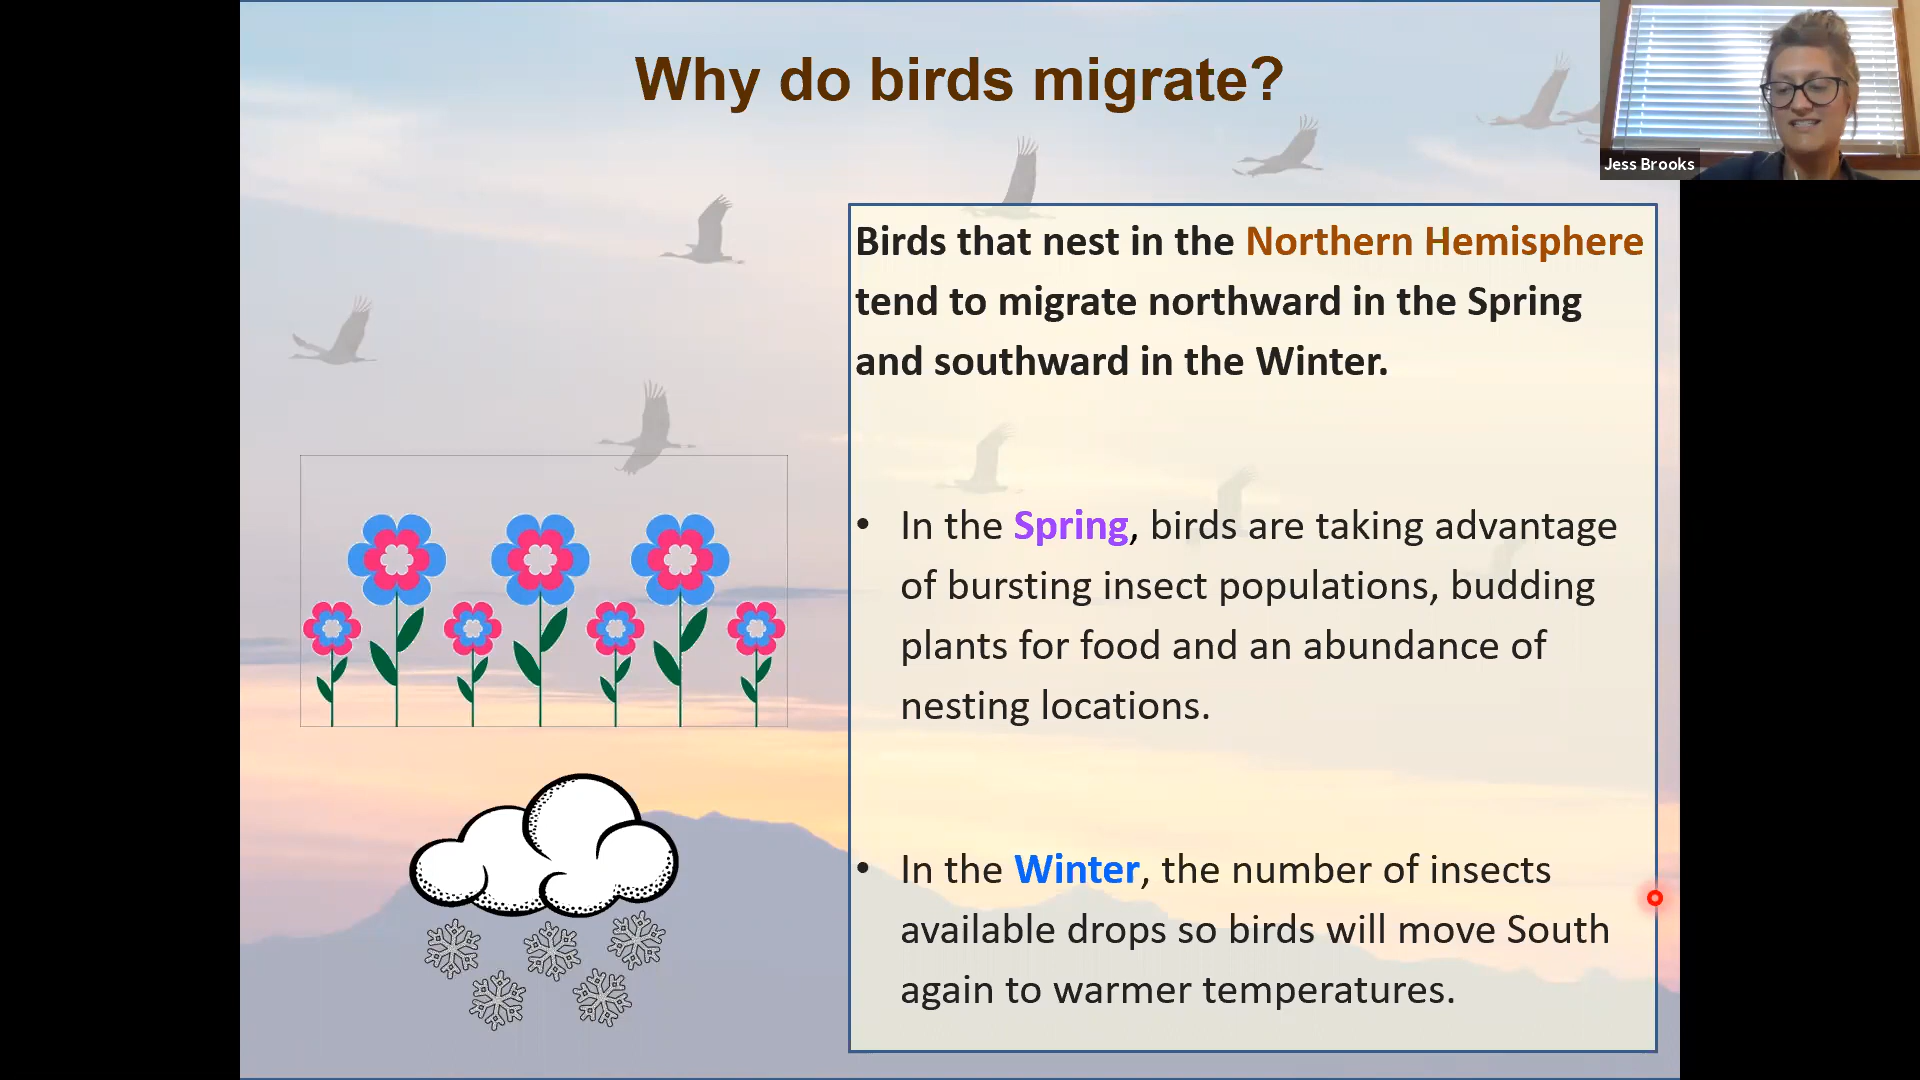 Why do birds migrate?
Jess Brooks
Birds that nest in the Northern Hemisphere
tend to migrate northward in the Spring
and southward in the Winter.
• In the Spring, birds are taking advantage
of bursting insect populations, budding
plants for food and an abundance of
nesting locations.
• In the Winter, the number of insects
available drops so birds will move South
again to warmer temperatures.